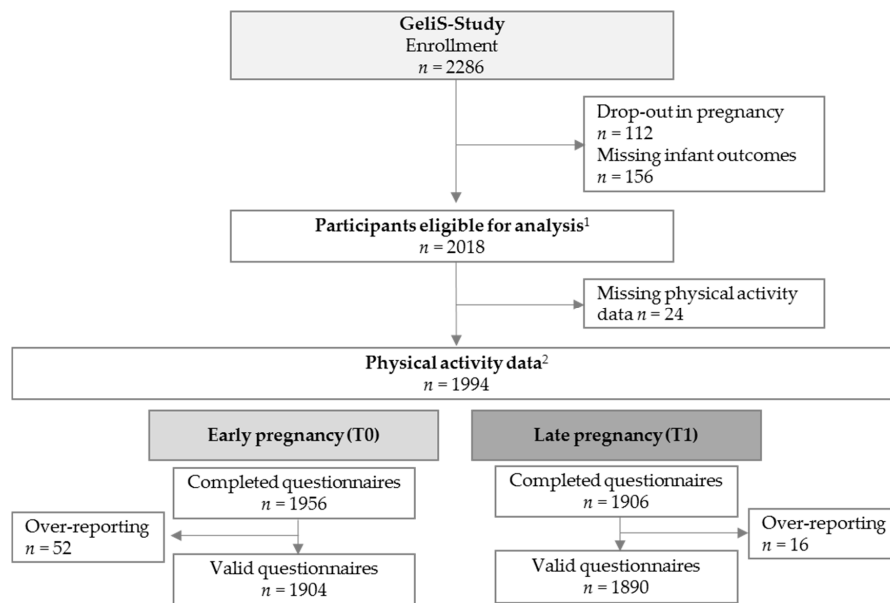 GeliS-Study
Enrollment
n = 2286
Drop-out in pregnancy
n = 112
Missing infant outcomes
n = 156
Participants eligible for analysis¹
n = 2018
Missing physical activity
data n = 24
Physical activity data²
n = 1994
Early pregnancy (T0)
Late pregnancy (T1)
Completed questionnaires
n = 1956
Completed questionnaires
n = 1906
Over-reporting
n = 52
Over-reporting
n = 16
Valid questionnaires
n = 1904
Valid questionnaires
n = 1890